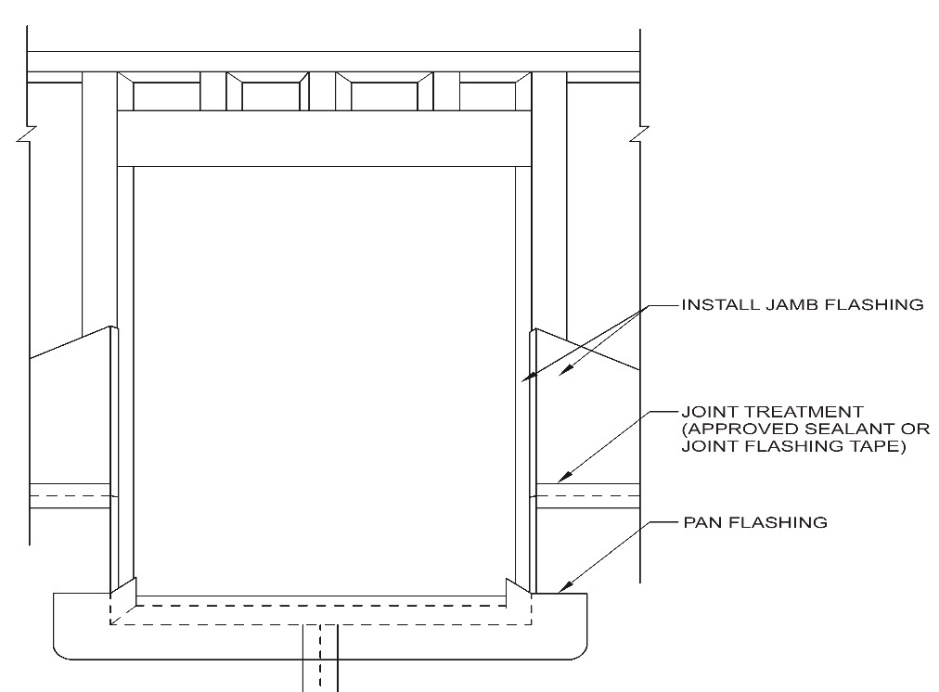 INSTALL JAMB FLASHING
JOINT TREATMENT
(APPROVED SEALANT OR
JOINT FLASHING TAPE)
PAN FLASHING